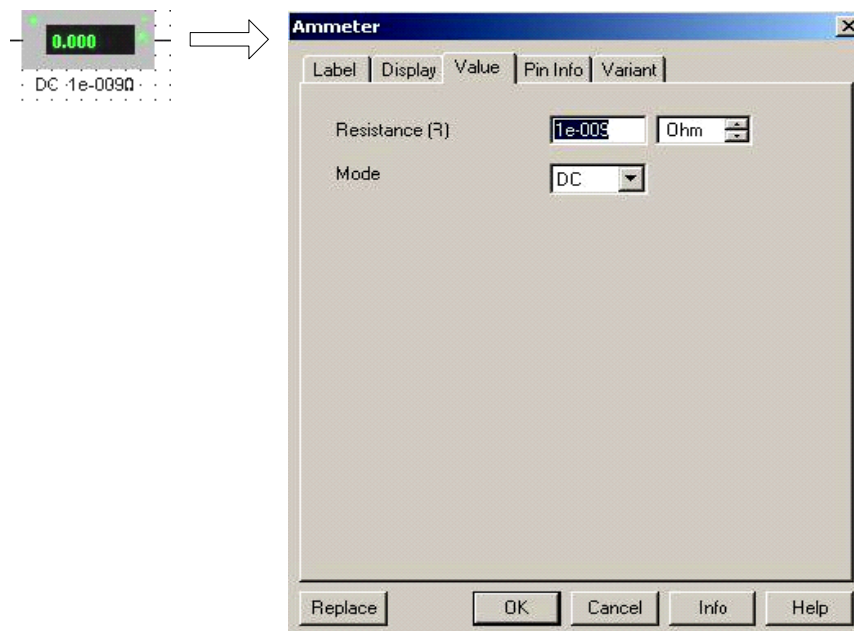 0.000
DC 1e-009Ω
Ammeter
Label Display Value Pin Info Variant
Resistance (R) 1e-009 Ohm
Mode DC
Replace OK Cancel Info Help